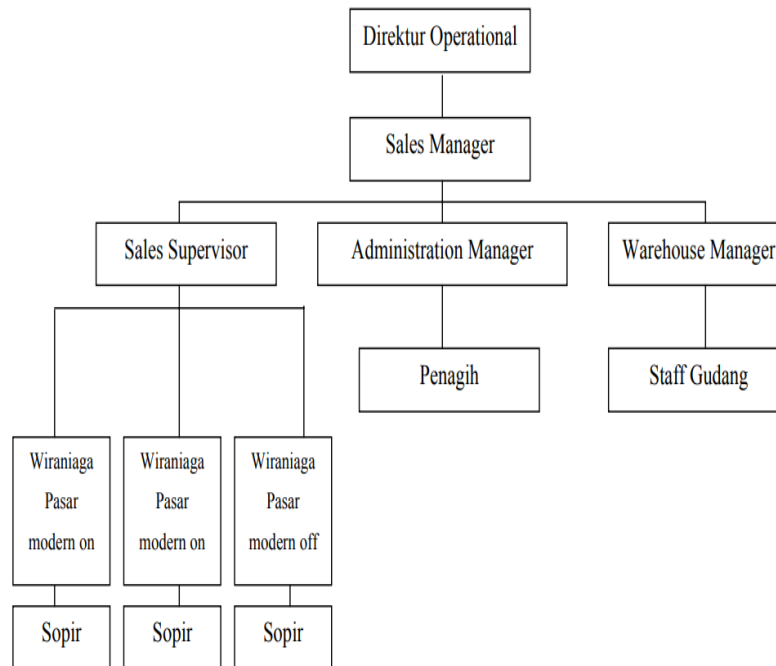 Direktur Operational
Sales Manager
Sales Supervisor
Administration Manager
Warehouse Manager
Penagih
Staff Gudang
Wiraniaga
Pasar
modern on
Wiraniaga
Pasar
modern on
Wiraniaga
Pasar
modern off
Sopir
Sopir
Sopir